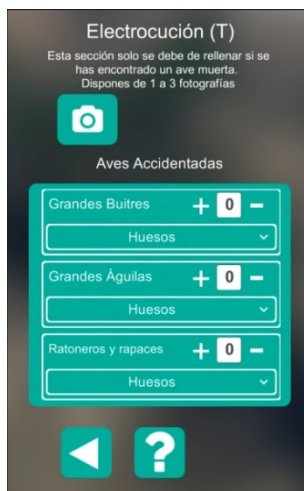 Electrocución (T)
Esta sección solo se debe de rellenar si se
has encontrado un ave muerta.
Dispones de 1 a 3 fotografías
Aves Accidentadas
Grandes Buitres + 0 −
Huesos
Grandes Águilas + 0 −
Huesos
Ratoneros y rapaces + 0 −
Huesos
?